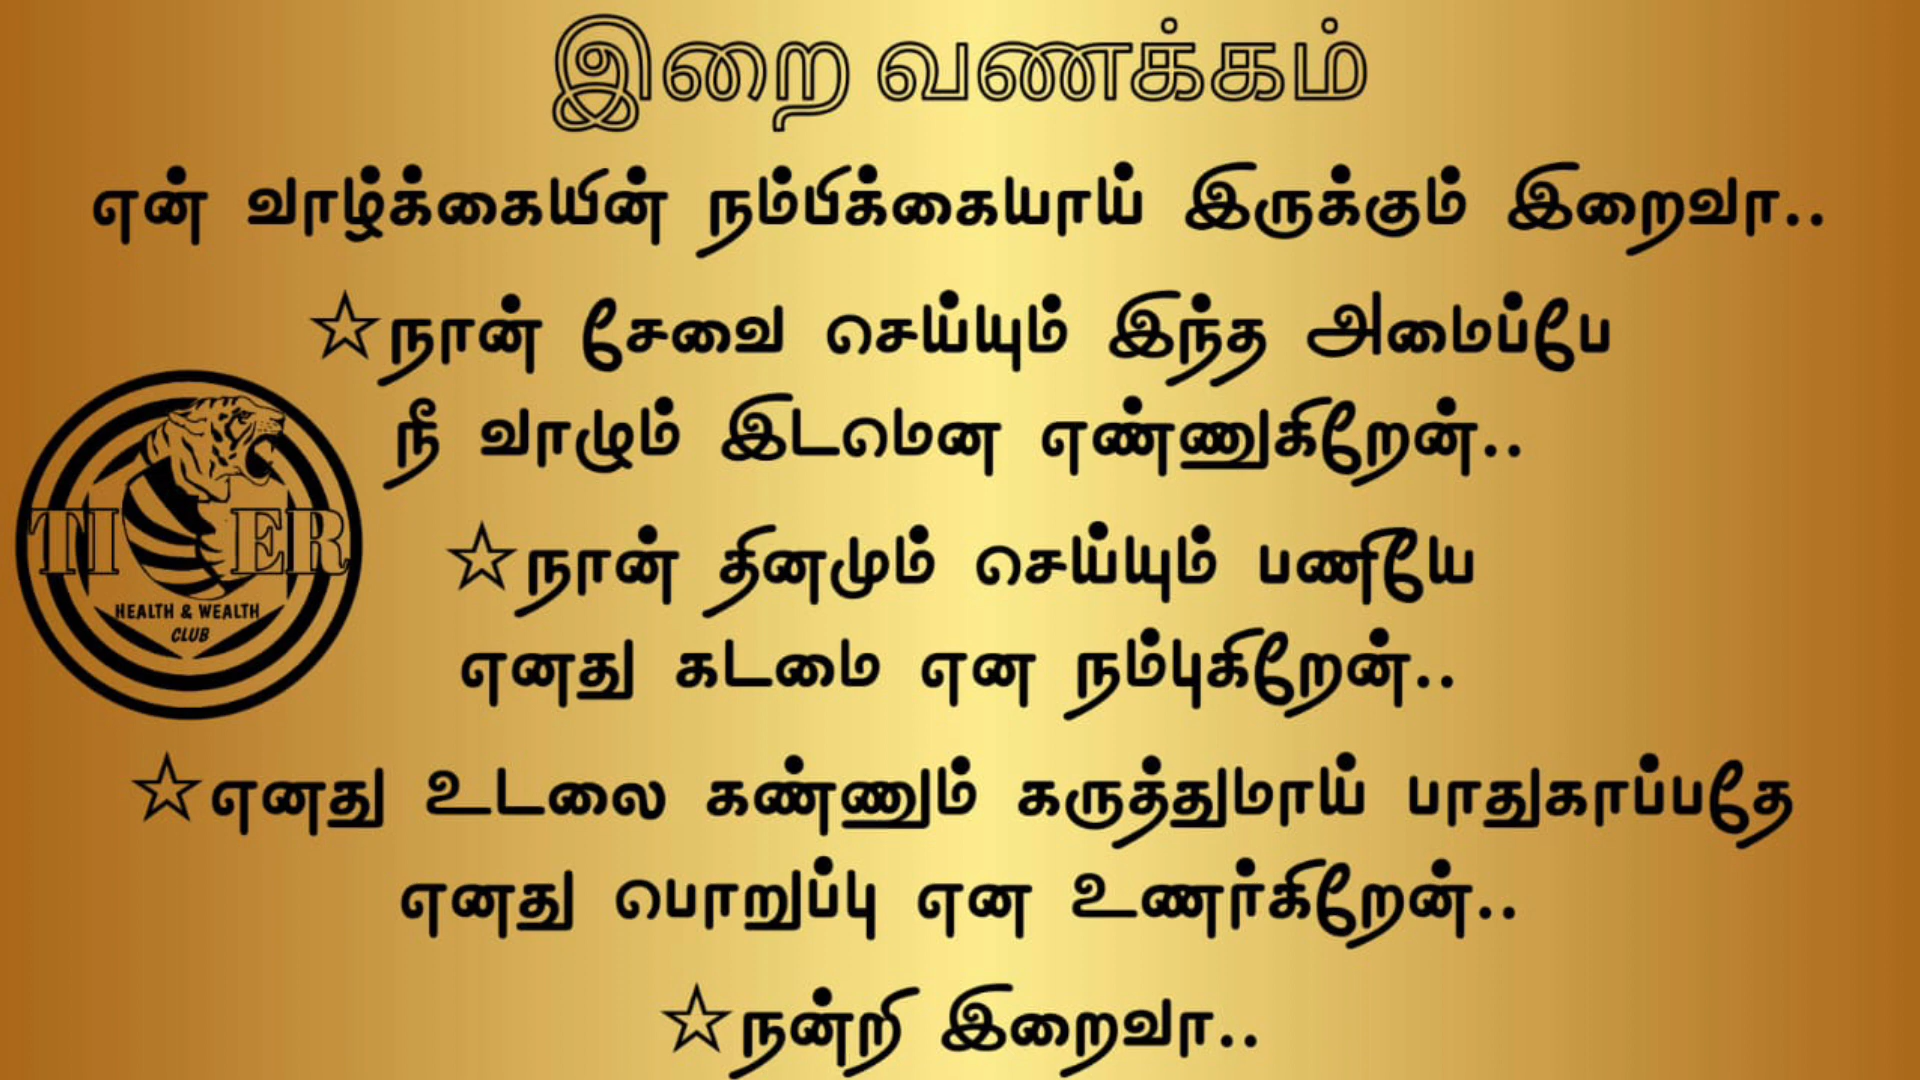 இறை வணக்கம்
என் வாழ்க்கையின் நம்பிக்கையாய் இருக்கும் இறைவா..
☆நான் சேவை செய்யும் இந்த அமைப்பே
நீ வாழும் இடமென எண்ணுகிறேன்..
☆நான் தினமும் செய்யும் பணியே
எனது கடமை என நம்புகிறேன்..
☆எனது உடலை கண்ணும் கருத்துமாய் பாதுகாப்பதே
எனது பொறுப்பு என உணர்கிறேன்..
☆நன்றி இறைவா..
TIGER
HEALTH & WEALTH
CLUB